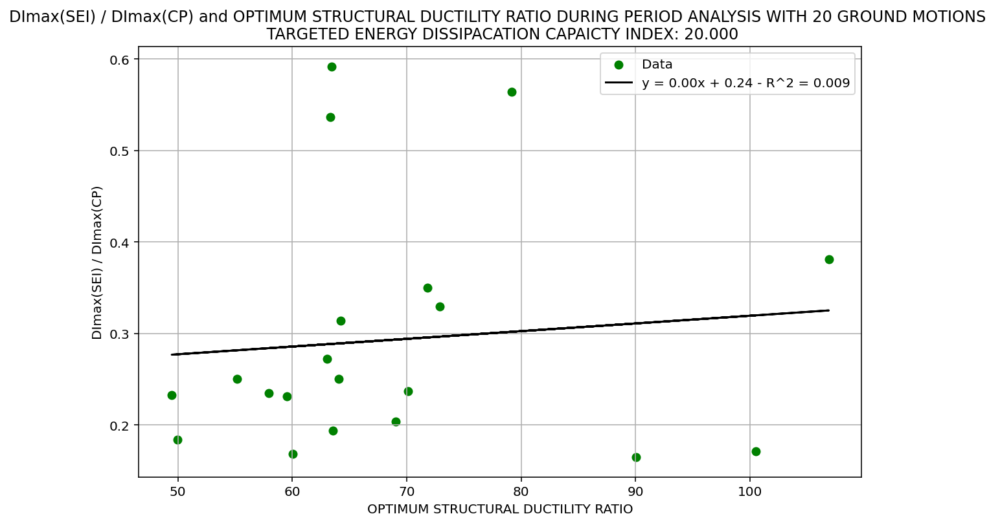 DImax(SEI) / DImax(CP) and OPTIMUM STRUCTURAL DUCTILITY RATIO DURING PERIOD ANALYSIS WITH 20 GROUND MOTIONS
TARGETED ENERGY DISSIPACATION CAPAICTY INDEX: 20.000
Data
y = 0.00x + 0.24 - R^2 = 0.009
DImax(SEI) / DImax(CP)
0.6
0.5
0.4
0.3
0.2
50 60 70 80 90 100
OPTIMUM STRUCTURAL DUCTILITY RATIO